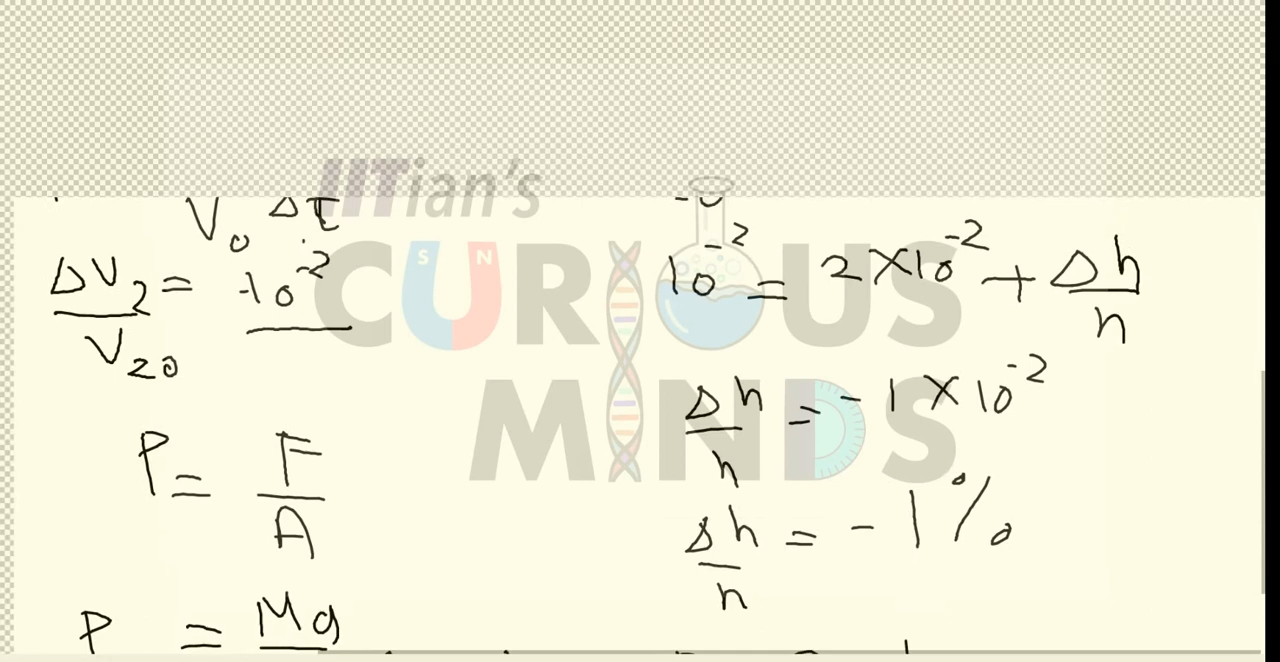 IITian's
CURIOUS
MINDS
S N
V₀ Δτ
ΔV₂/V₂₀ = -10⁻²
P = F/A
P = Mg
10⁻² = 2 × 10⁻² + Δh/h
Δh/h = -1 × 10⁻²
Δh/h = -1%